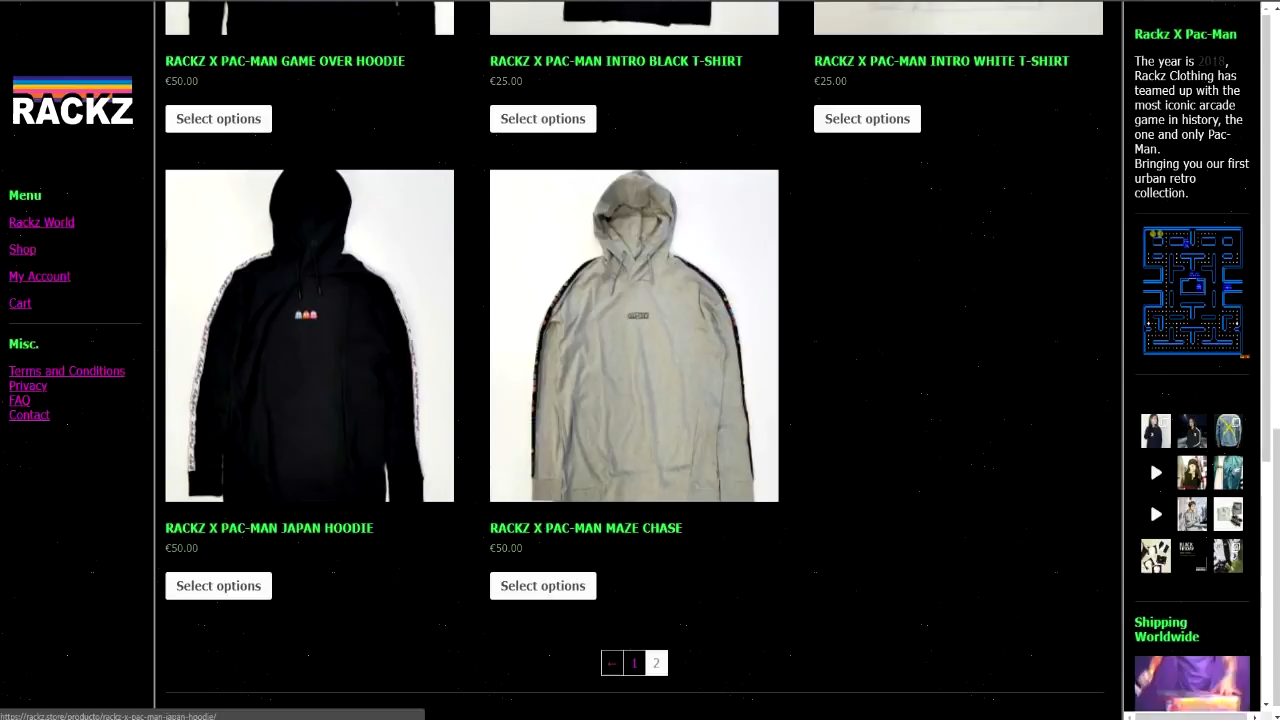 RACKZ
Menu
Rackz World
Shop
My Account
Cart
Misc.
Terms and Conditions
Privacy
FAQ
Contact
RACKZ X PAC-MAN GAME OVER HOODIE
€50.00
Select options
RACKZ X PAC-MAN INTRO BLACK T-SHIRT
€25.00
Select options
RACKZ X PAC-MAN INTRO WHITE T-SHIRT
€25.00
Select options
RACKZ X PAC-MAN JAPAN HOODIE
€50.00
Select options
RACKZ X PAC-MAN MAZE CHASE
€50.00
Select options
← 1 2
Rackz X Pac-Man
The year is 2018,
Rackz Clothing has
teamed up with the
most iconic arcade
game in history, the
one and only Pac-
Man.
Bringing you our first
urban retro
collection.
BLACK
FRIDAY
Shipping
Worldwide
https://rackz.store/producto/rackz-x-pac-man-japan-hoodie/